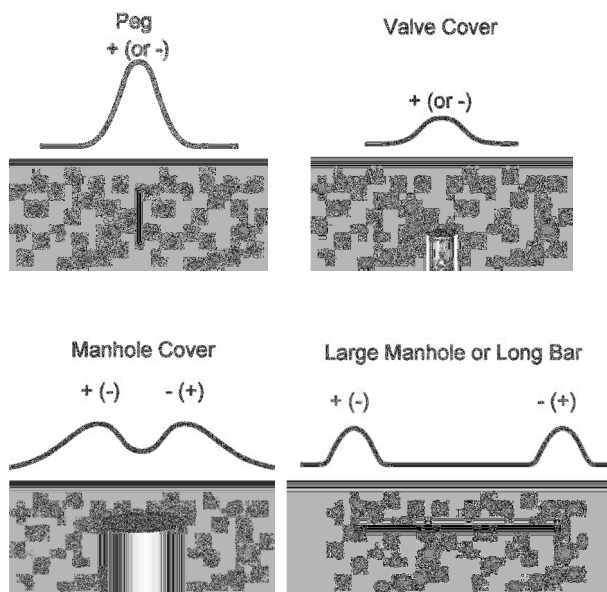 Peg
+ (or -)
Valve Cover
+ (or -)
Manhole Cover
+ (-) - (+)
Large Manhole or Long Bar
+ (-) - (+)